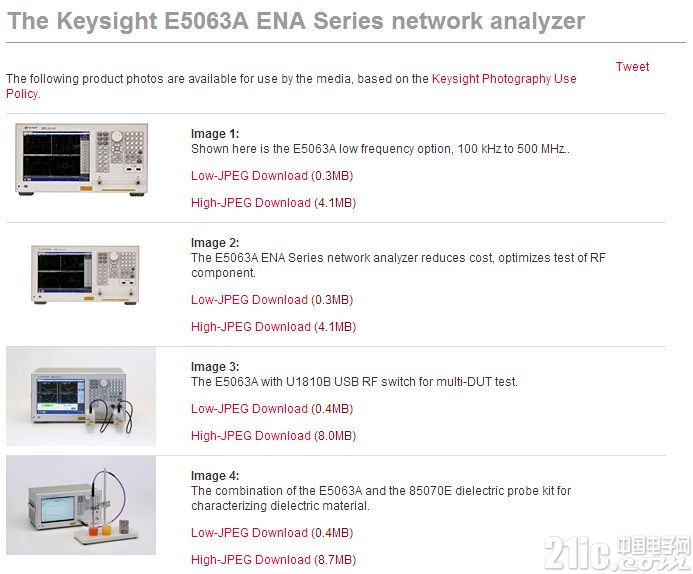 The Keysight E5063A ENA Series network analyzer
Tweet
The following product photos are available for use by the media, based on the Keysight Photography Use
Policy.
Image 1:
Shown here is the E5063A low frequency option, 100 kHz to 500 MHz..
Low-JPEG Download (0.3MB)
High-JPEG Download (4.1MB)
Image 2:
The E5063A ENA Series network analyzer reduces cost, optimizes test of RF
component.
Low-JPEG Download (0.3MB)
High-JPEG Download (4.1MB)
Image 3:
The E5063A with U1810B USB RF switch for multi-DUT test.
Low-JPEG Download (0.4MB)
High-JPEG Download (8.0MB)
Image 4:
The combination of the E5063A and the 85070E dielectric probe kit for
characterizing dielectric material.
Low-JPEG Download (0.4MB)
High-JPEG Download (8.7MB)
21ic中国电子网
.com